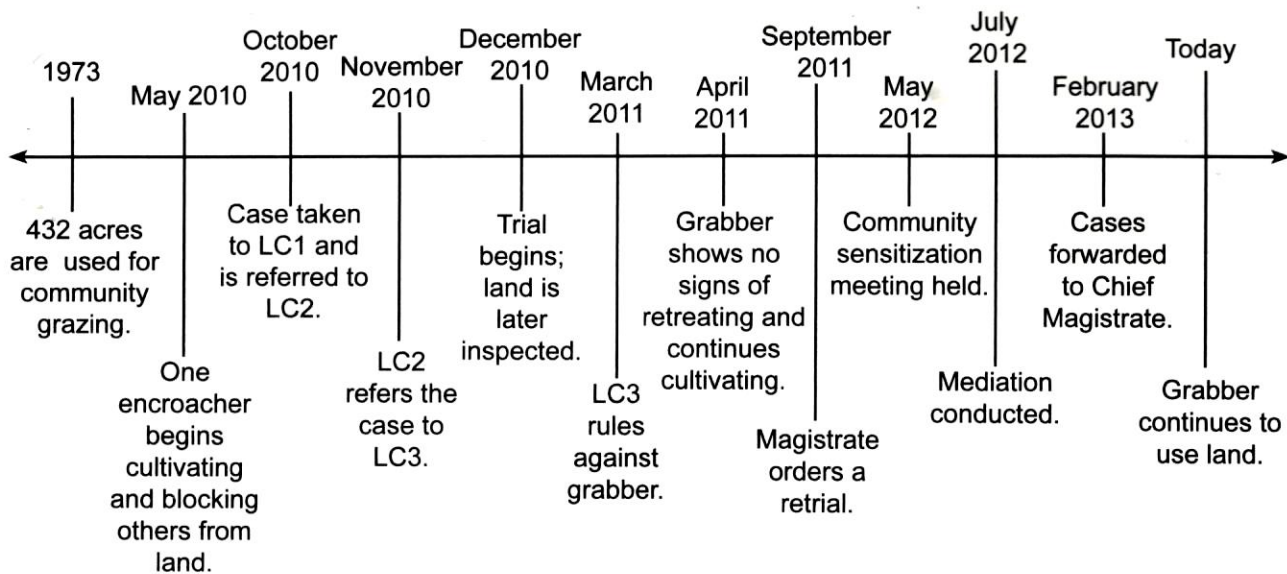 1973
May 2010
October
2010
November
2010
December
2010
March
2011
April
2011
September
2011
May
2012
July
2012
February
2013
Today
432 acres
are used for
community
grazing.
One
encroacher
begins
cultivating
and blocking
others from
land.
Case taken
to LC1 and
is referred to
LC2.
LC2
refers the
case to
LC3.
Trial
begins;
land is
later
inspected.
LC3
rules
against
grabber.
Grabber
shows no
signs of
retreating and
continues
cultivating.
Magistrate
orders a
retrial.
Community
sensitization
meeting held.
Mediation
conducted.
Cases
forwarded
to Chief
Magistrate.
Grabber
continues to
use land.